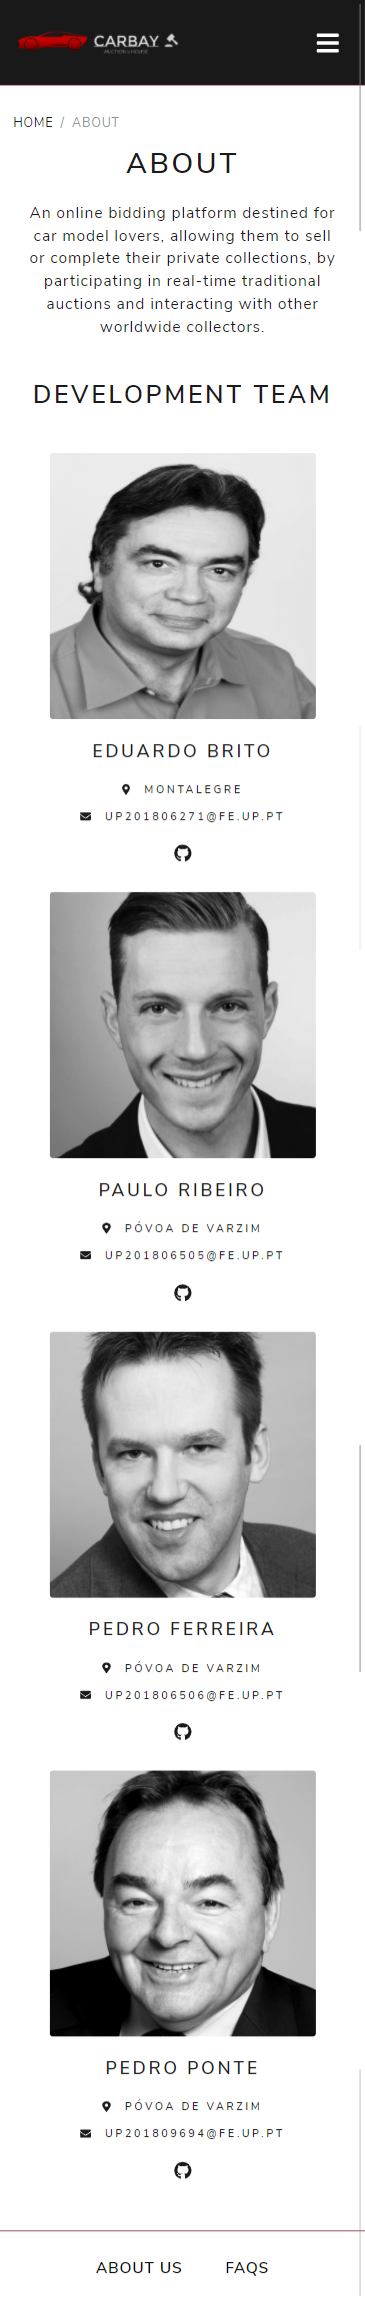 CARBAY
AUCTION & HOUSE
HOME / ABOUT
ABOUT
An online bidding platform destined for
car model lovers, allowing them to sell
or complete their private collections, by
participating in real-time traditional
auctions and interacting with other
worldwide collectors.
DEVELOPMENT TEAM
EDUARDO BRITO
MONTALEGRE
UP201806271@FE.UP.PT
PAULO RIBEIRO
PÓVOA DE VARZIM
UP201806505@FE.UP.PT
PEDRO FERREIRA
PÓVOA DE VARZIM
UP201806506@FE.UP.PT
PEDRO PONTE
PÓVOA DE VARZIM
UP201809694@FE.UP.PT
ABOUT US FAQS